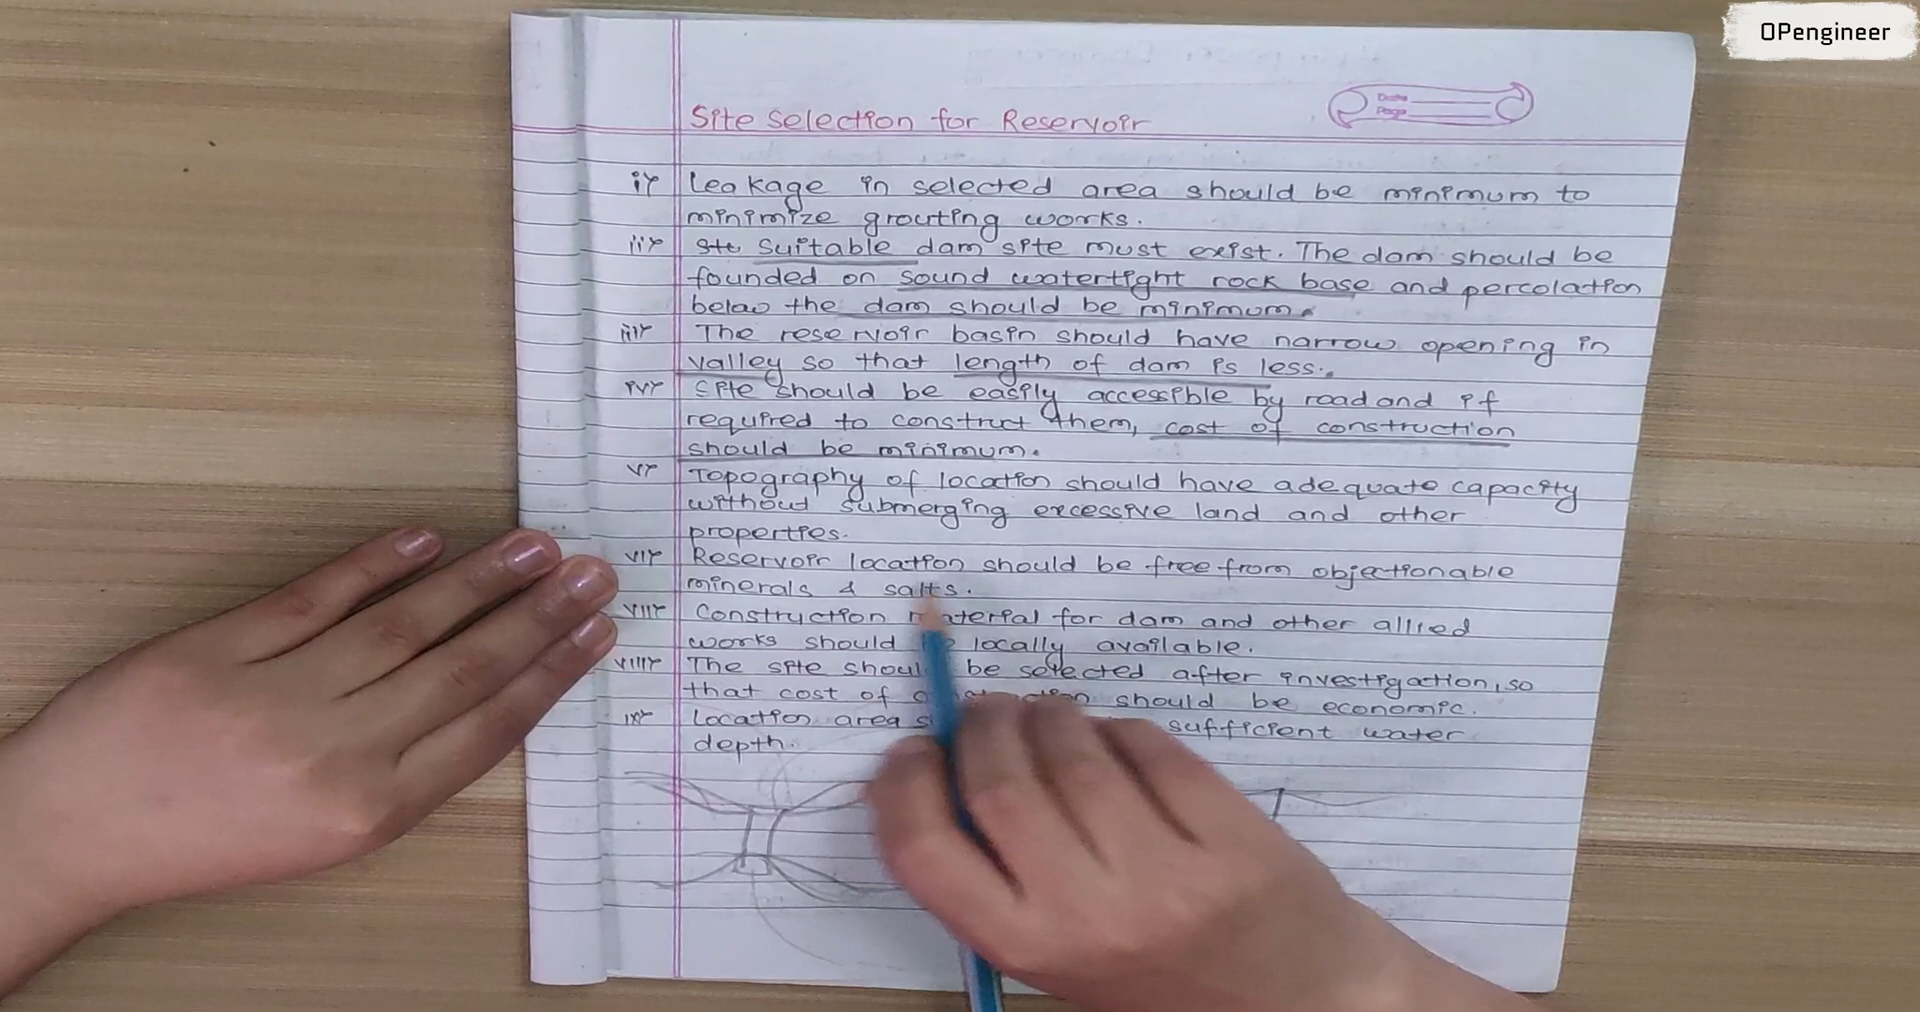 OPengineer
Site selection for Reservoir
Date
Page
i) Leakage in selected area should be minimum to
minimize grouting works.
ii) suitable dam site must exist. The dam should be
founded on sound watertight rock base and percolation
below the dam should be minimum.
iii) The reservoir basin should have narrow opening in
valley so that length of dam is less.
iv) Site should be easily accessible by road and if
required to construct them, cost of construction
should be minimum.
v) Topography of location should have adequate capacity
without submerging excessive land and other
properties.
vi) Reservoir location should be free from objectionable
minerals & salts.
vii) Construction material for dam and other allied
works should locally available.
viii) The site should be selected after investigation, so
that cost of should be economic.
ix) Location area sufficient water
depth.